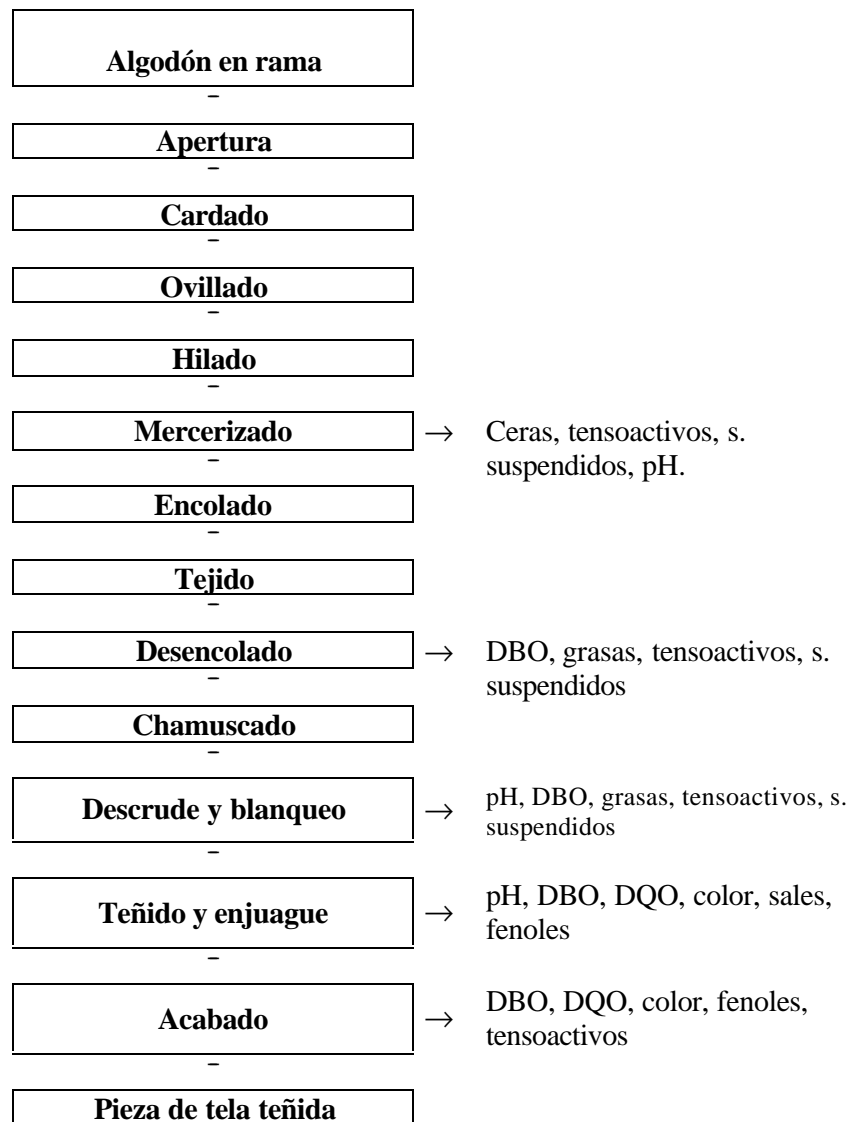 Algodón en rama
–
Apertura
–
Cardado
–
Ovillado
–
Hilado
–
Mercerizado → Ceras, tensoactivos, s.
suspendidos, pH.
–
Encolado
–
Tejido
–
Desencolado → DBO, grasas, tensoactivos, s.
suspendidos
–
Chamuscado
–
Descrude y blanqueo → pH, DBO, grasas, tensoactivos, s.
suspendidos
–
Teñido y enjuague → pH, DBO, DQO, color, sales,
fenoles
–
Acabado → DBO, DQO, color, fenoles,
tensoactivos
–
Pieza de tela teñida